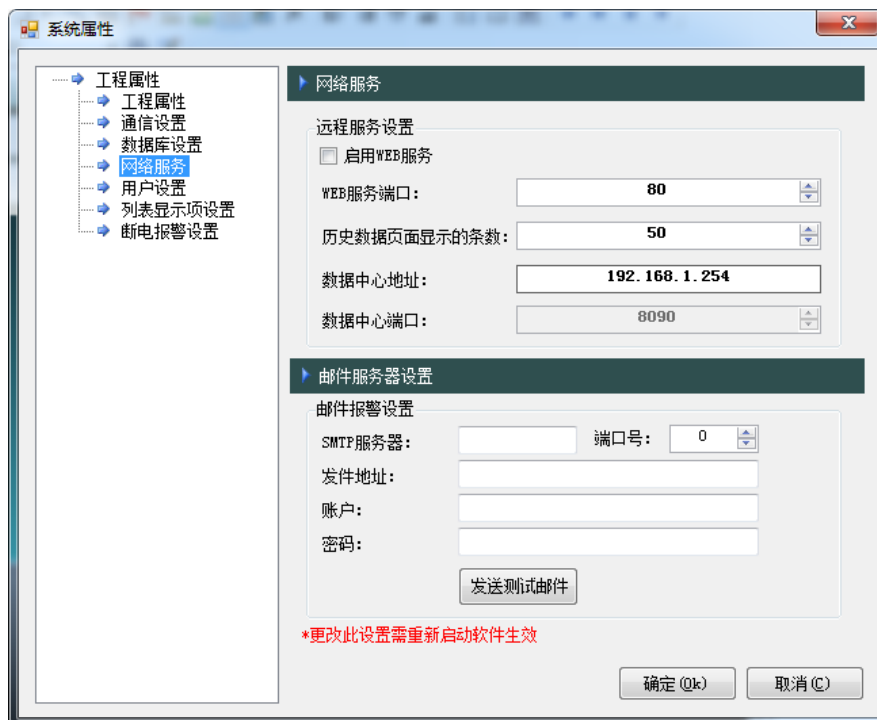 系统属性
工程属性
工程属性
通信设置
数据库设置
网络服务
用户设置
列表显示项设置
断电报警设置
网络服务
远程服务设置
启用WEB服务
WEB服务端口: 80
历史数据页面显示的条数: 50
数据中心地址: 192.168.1.254
数据中心端口: 8090
邮件服务器设置
邮件报警设置
SMTP服务器: 端口号: 0
发件地址:
账户:
密码:
发送测试邮件
*更改此设置需重新启动软件生效
确定(Ok) 取消(C)